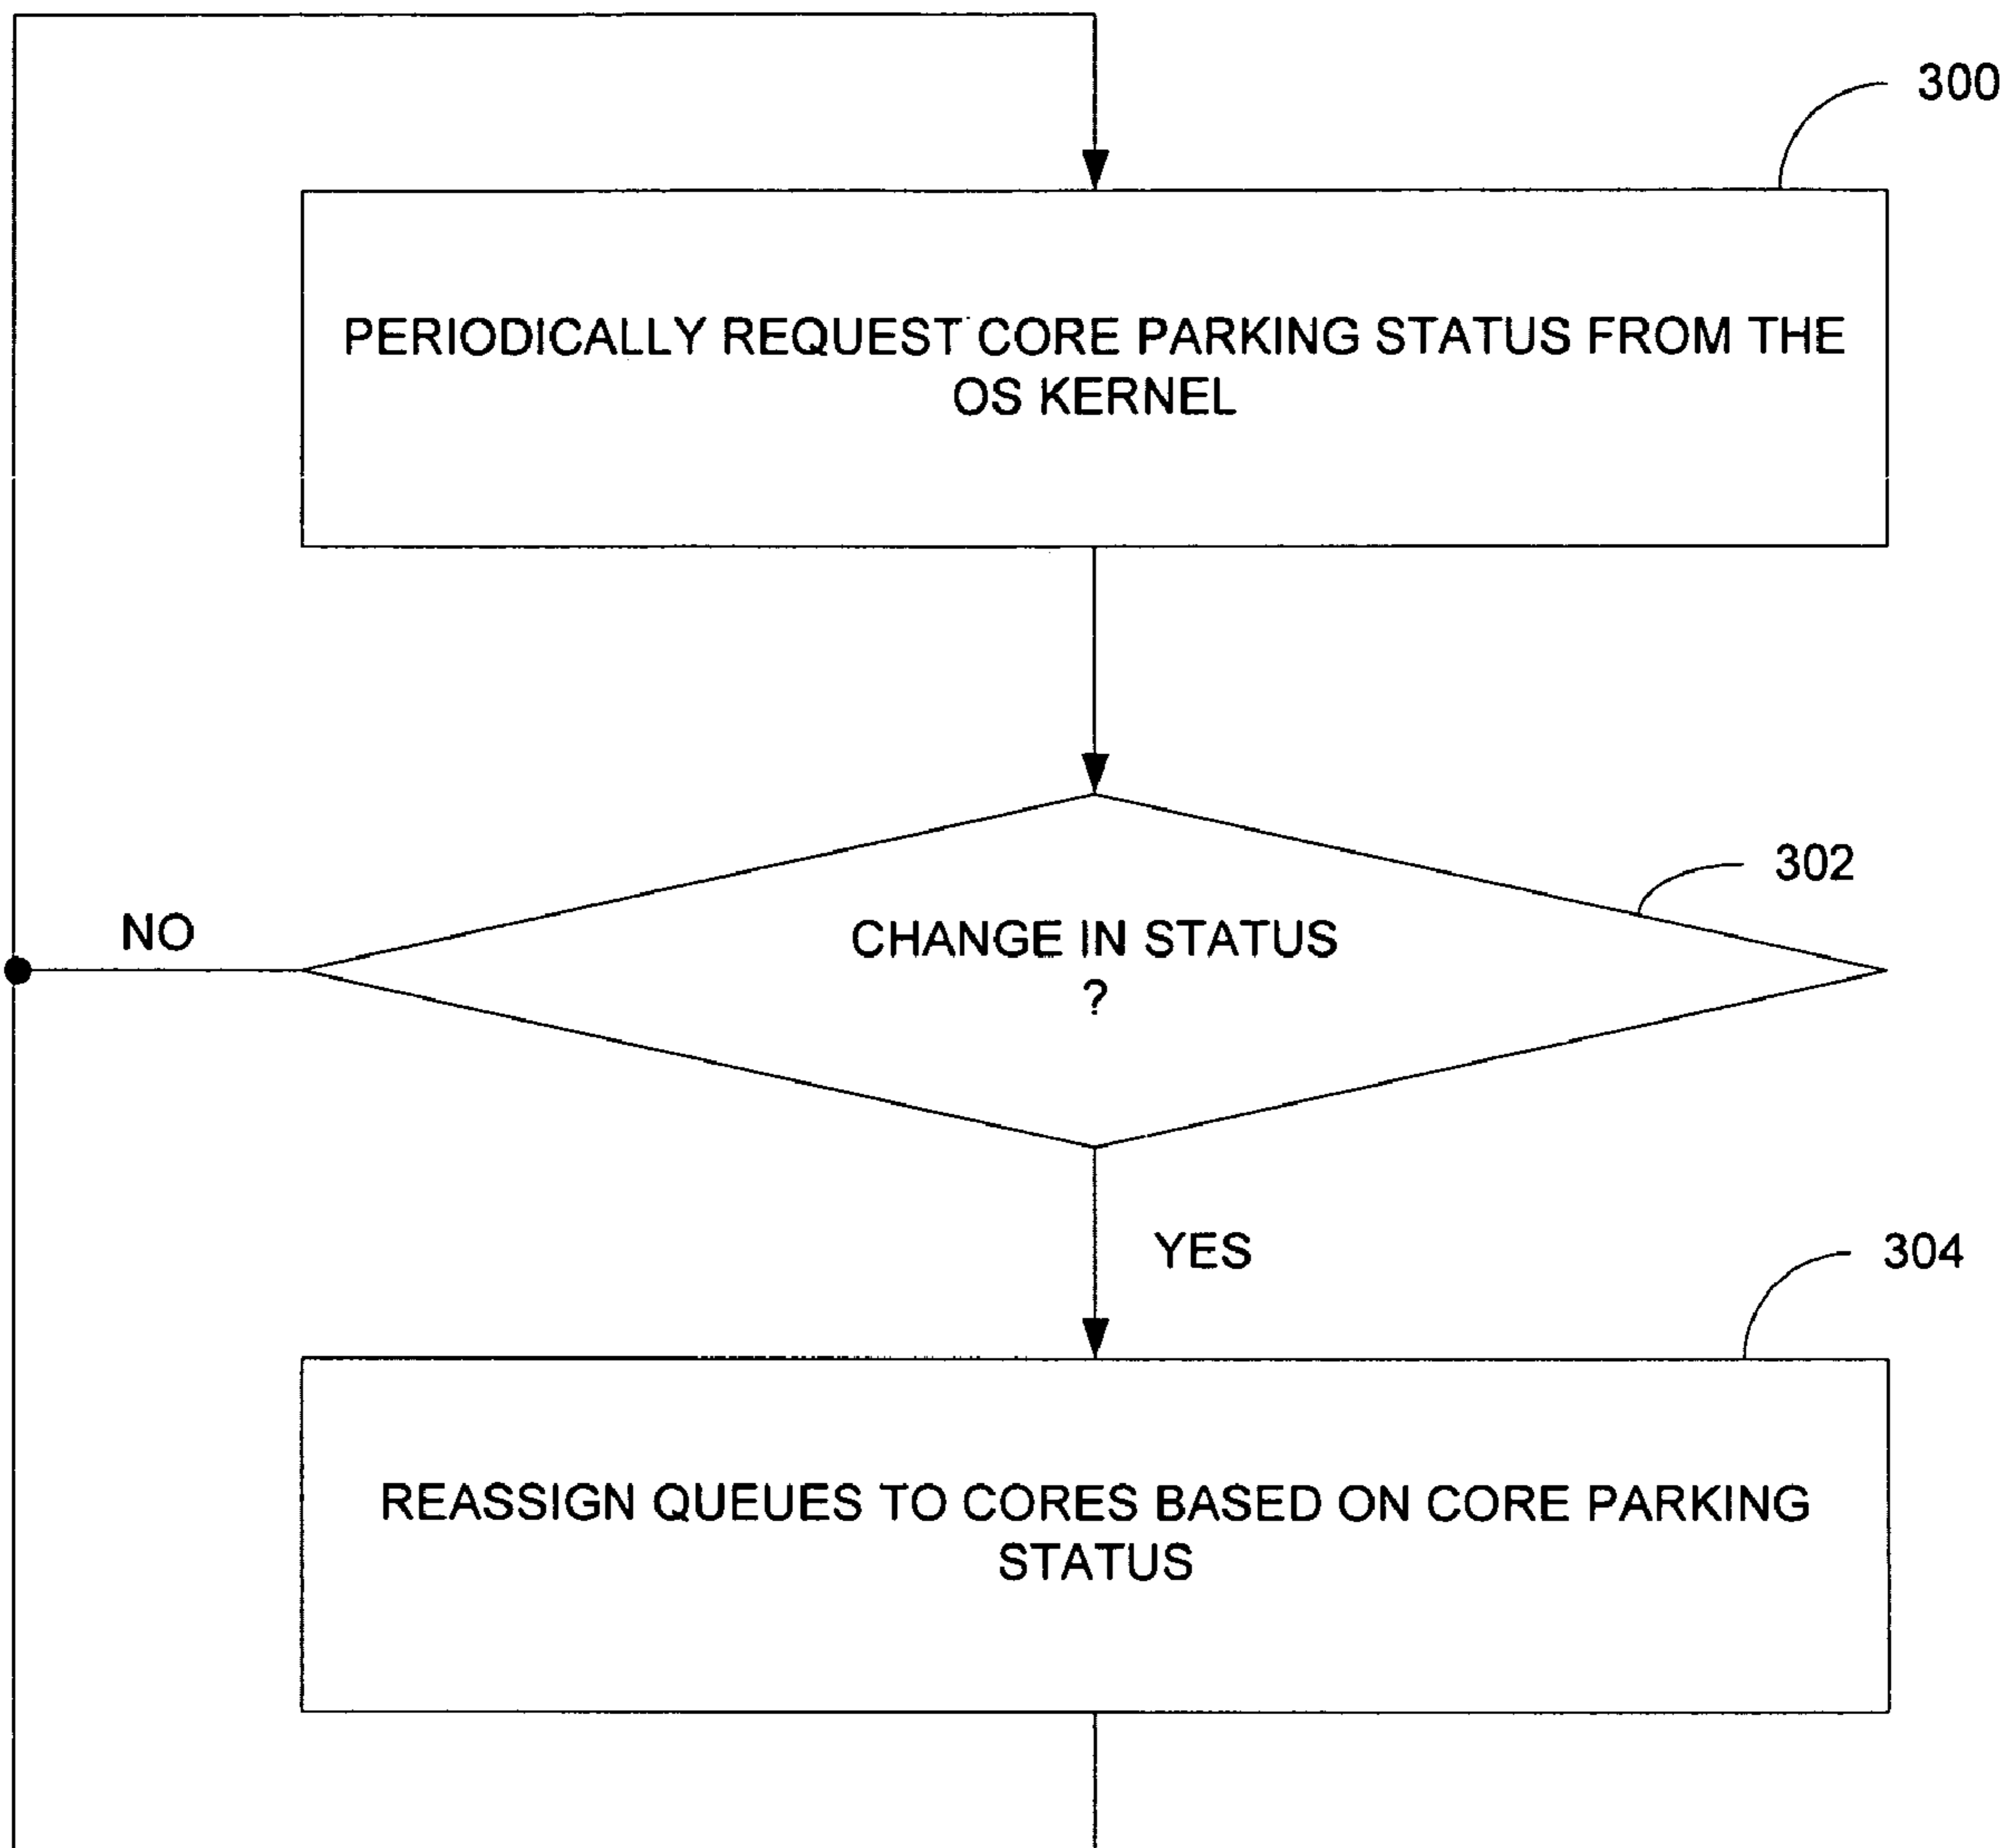 300
PERIODICALLY REQUEST CORE PARKING STATUS FROM THE
OS KERNEL
302
NO
CHANGE IN STATUS
?
YES
304
REASSIGN QUEUES TO CORES BASED ON CORE PARKING
STATUS